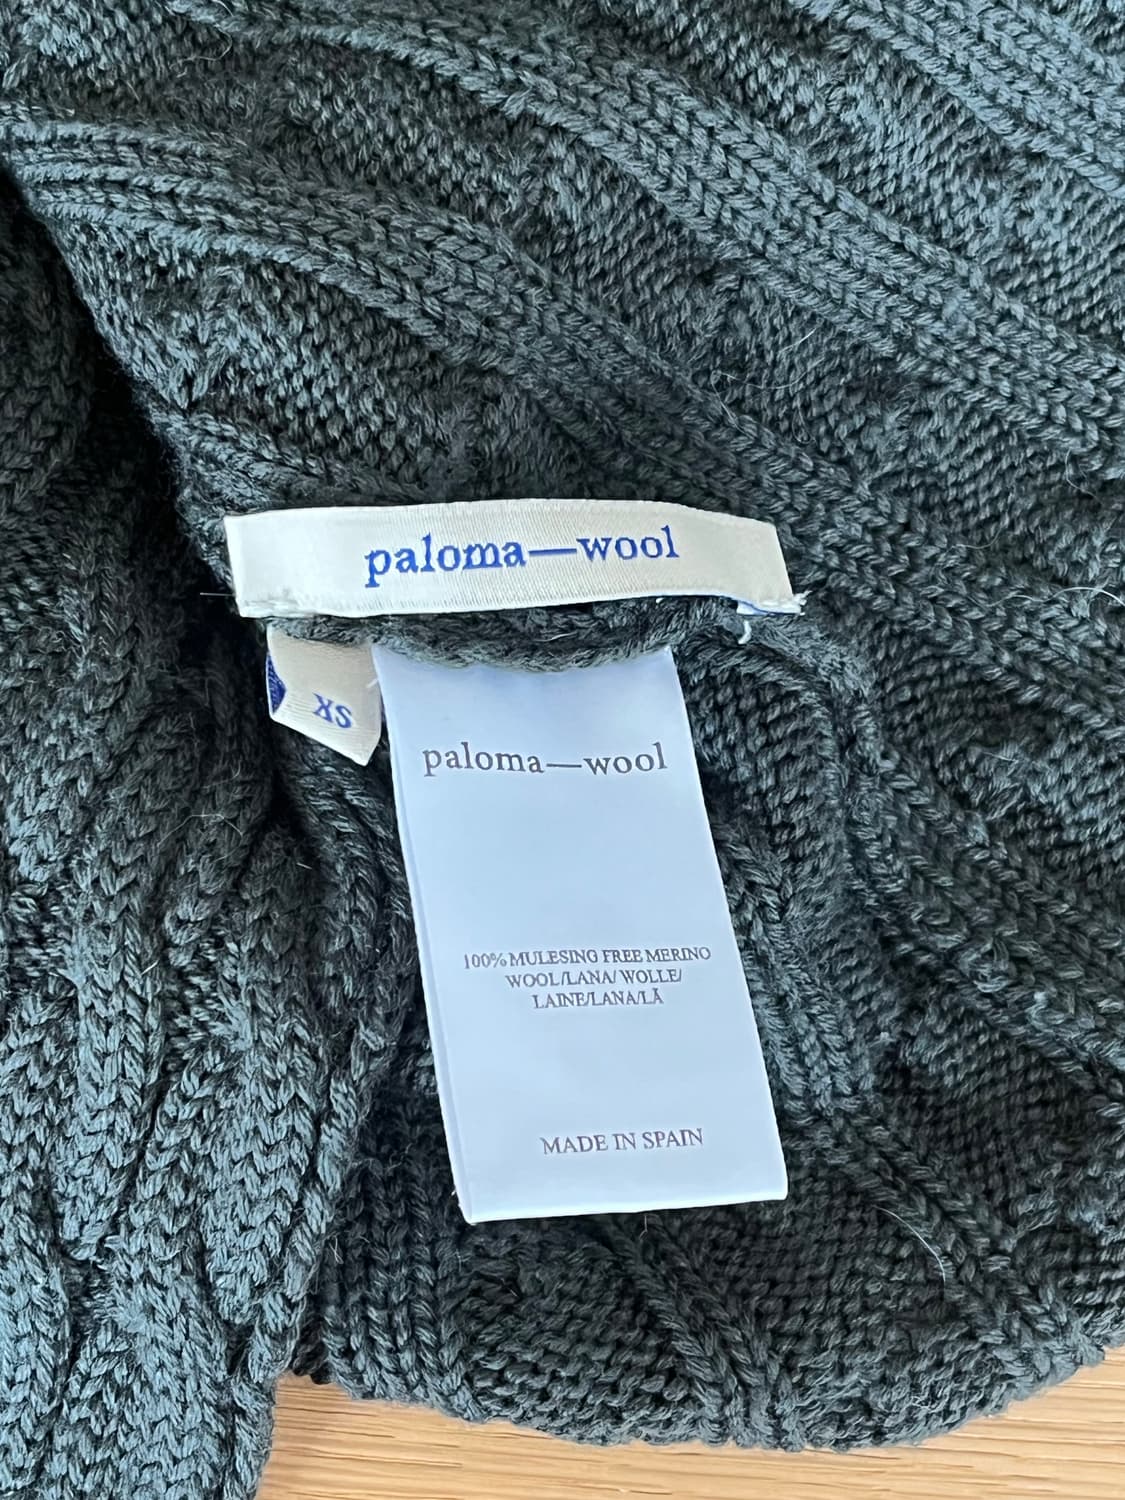 paloma—wool
XS
paloma—wool
100% MULESING FREE MERINO
WOOL/LANA/ WOLLE/
LAINE/LANA/LÃ
MADE IN SPAIN